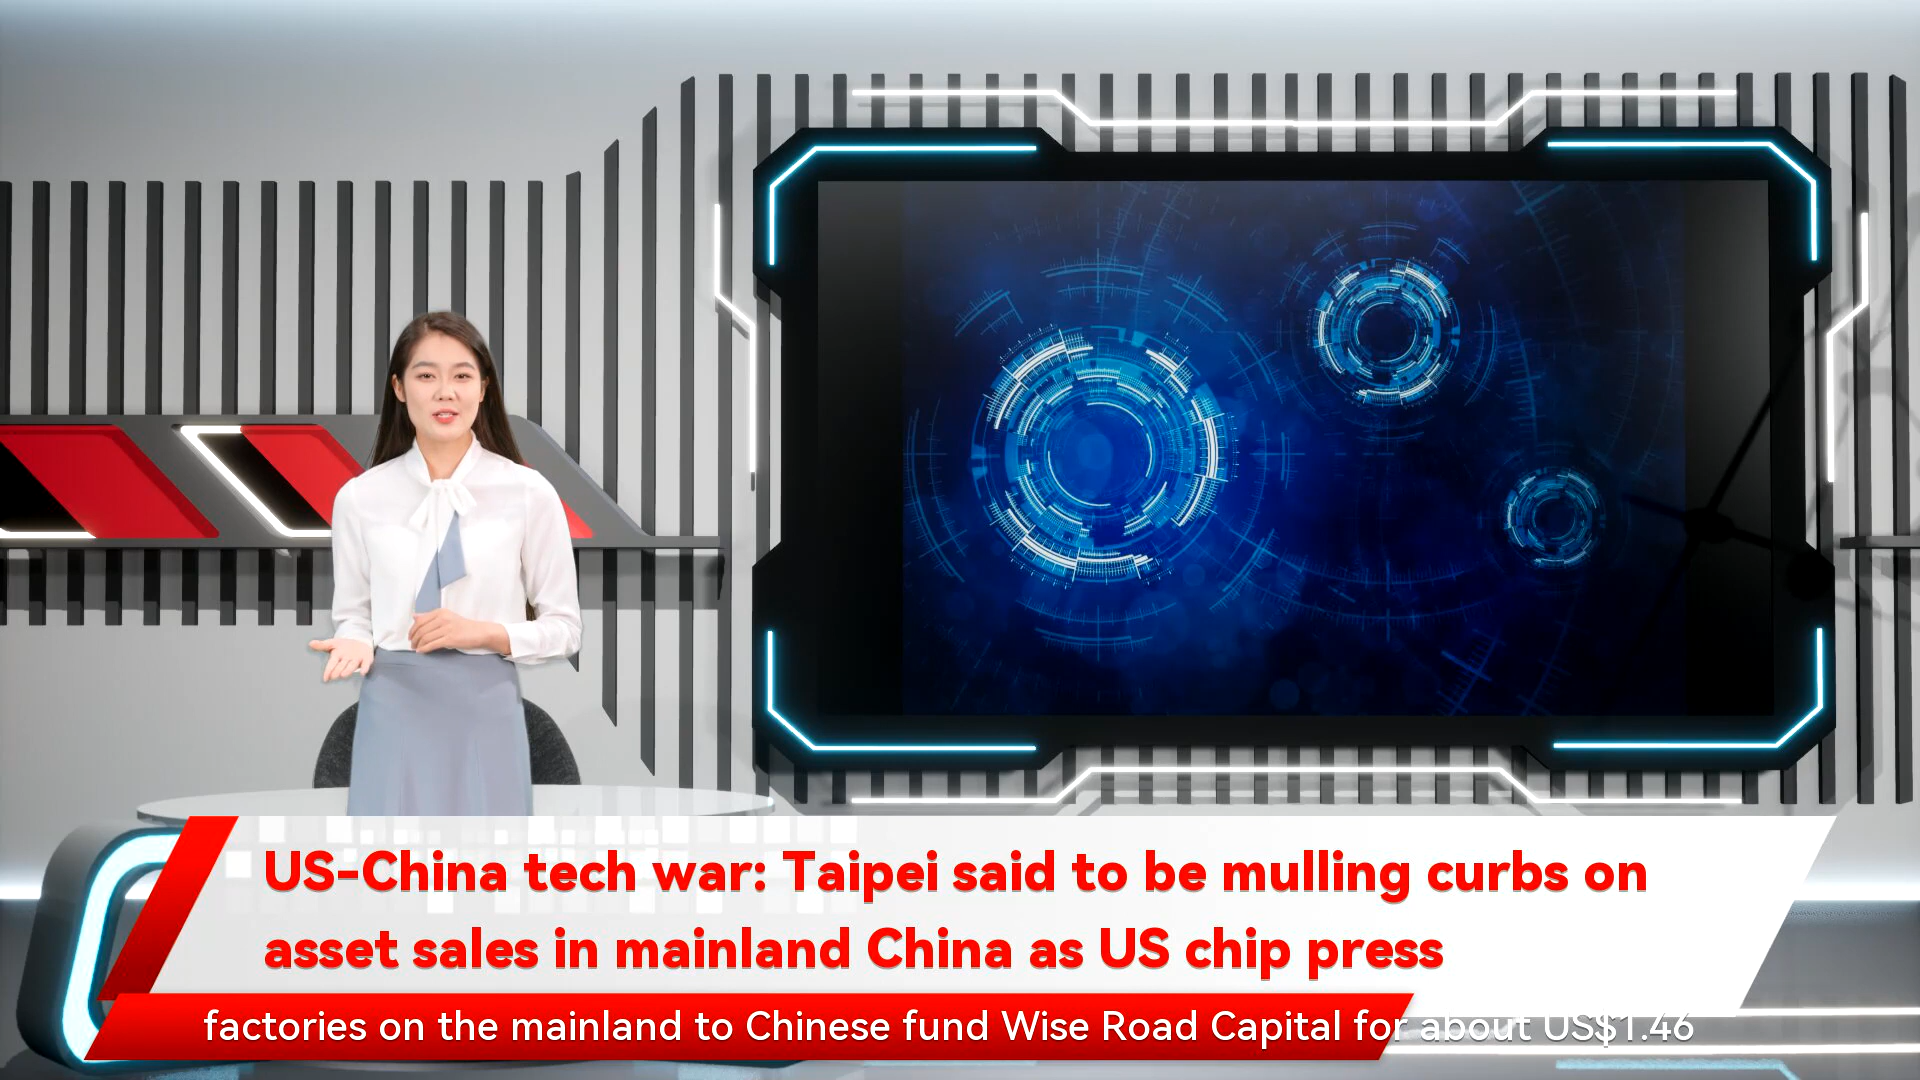 US-China tech war: Taipei said to be mulling curbs on
asset sales in mainland China as US chip press
factories on the mainland to Chinese fund Wise Road Capital for about US$1.46